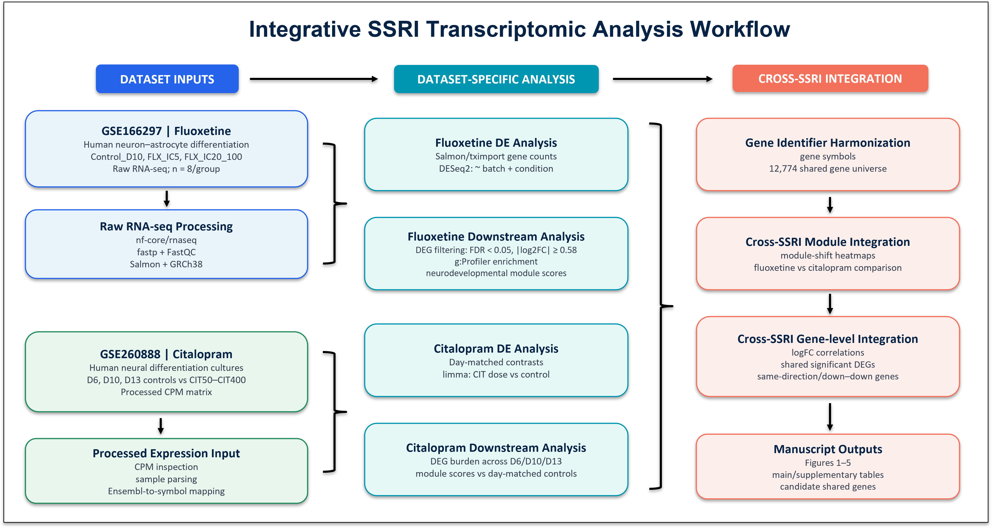 Integrative SSRI Transcriptomic Analysis Workflow
DATASET INPUTS
DATASET-SPECIFIC ANALYSIS
CROSS-SSRI INTEGRATION
GSE166297 | Fluoxetine
Human neuron–astrocyte differentiation
Control_D10, FLX_IC5, FLX_IC20_100
Raw RNA-seq; n = 8/group
Raw RNA-seq Processing
nf-core/rnaseq
fastp + FastQC
Salmon + GRCh38
GSE260888 | Citalopram
Human neural differentiation cultures
D6, D10, D13 controls vs CIT50–CIT400
Processed CPM matrix
Processed Expression Input
CPM inspection
sample parsing
Ensembl-to-symbol mapping
Fluoxetine DE Analysis
Salmon/tximport gene counts
DESeq2: ~ batch + condition
Fluoxetine Downstream Analysis
DEG filtering: FDR < 0.05, |log2FC| ≥ 0.58
g:Profiler enrichment
neurodevelopmental module scores
Citalopram DE Analysis
Day-matched contrasts
limma: CIT dose vs control
Citalopram Downstream Analysis
DEG burden across D6/D10/D13
module scores vs day-matched controls
Gene Identifier Harmonization
gene symbols
12,774 shared gene universe
Cross-SSRI Module Integration
module-shift heatmaps
fluoxetine vs citalopram comparison
Cross-SSRI Gene-level Integration
logFC correlations
shared significant DEGs
same-direction/down–down genes
Manuscript Outputs
Figures 1–5
main/supplementary tables
candidate shared genes